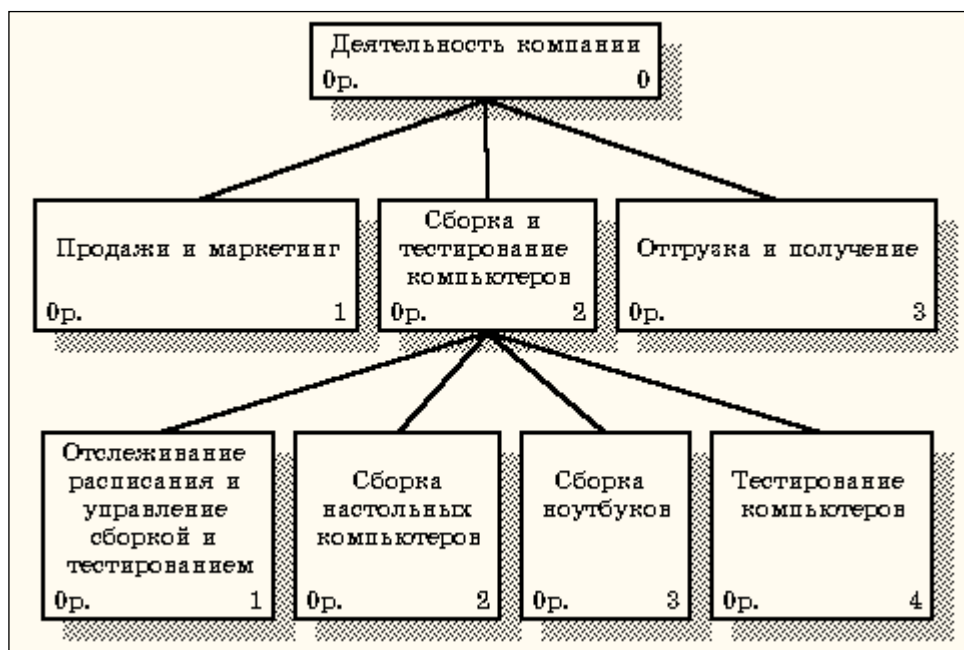 Деятельность компании
0р. 0
Продажи и маркетинг
0р. 1
Сборка и
тестирование
компьютеров
0р. 2
Отгрузка и получение
0р. 3
Отслеживание
расписания и
управление
сборкой и
тестированием
0р. 1
Сборка
настольных
компьютеров
0р. 2
Сборка
ноутбуков
0р. 3
Тестирование
компьютеров
0р. 4